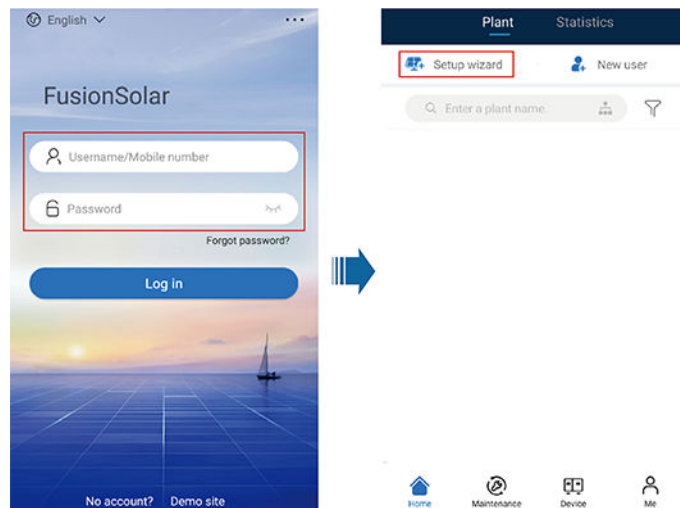 English
FusionSolar
Username/Mobile number
Password
Forgot password?
Log in
No account? Demo site
Plant Statistics
Setup wizard New user
Enter a plant name.
Home Maintenance Device Me